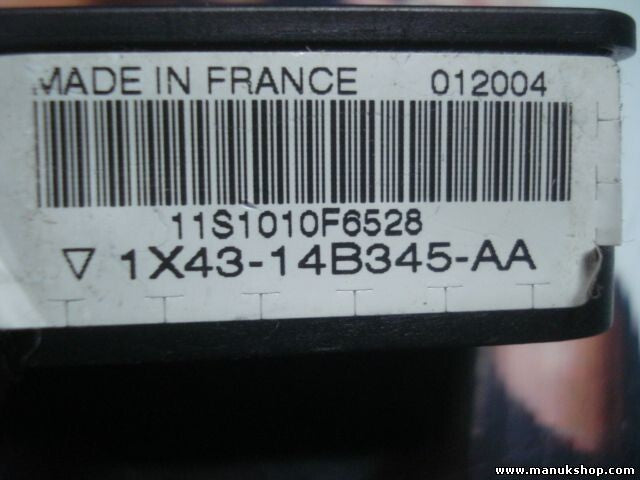 MADE IN FRANCE 012004
11S1010F6528
▽ 1X43-14B345-AA
www.manukshop.com